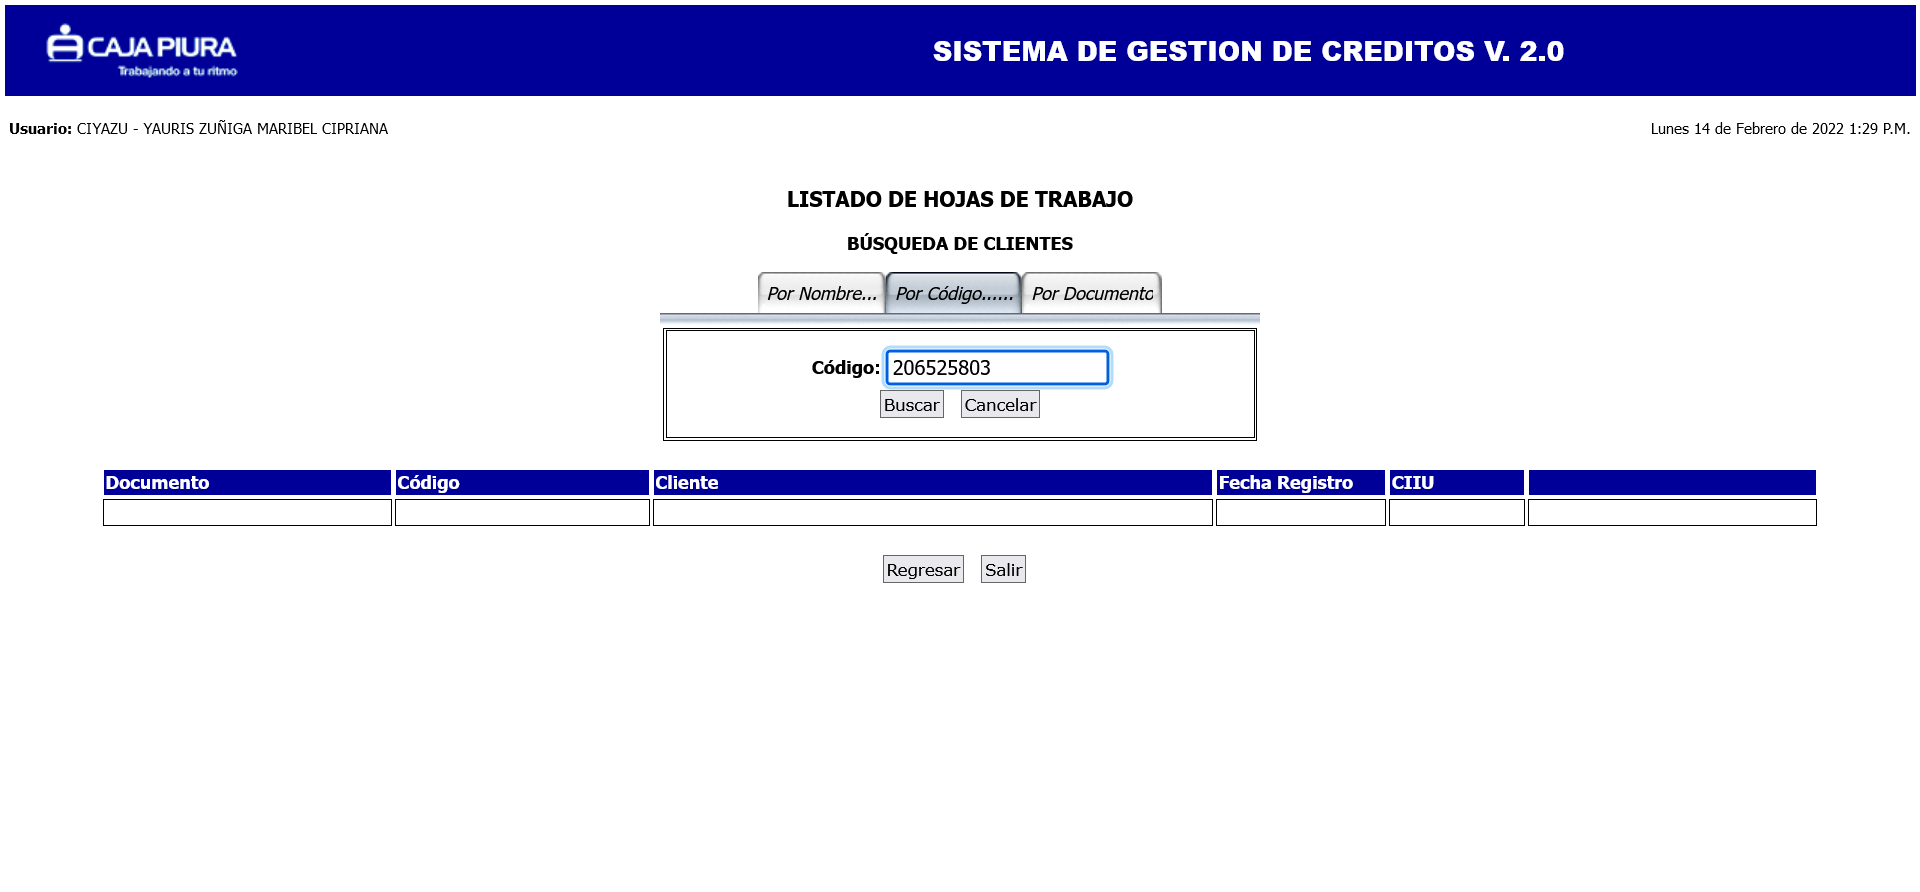 CAJA PIURA
Trabajando a tu ritmo
SISTEMA DE GESTION DE CREDITOS V. 2.0
Usuario: CIYAZU - YAURIS ZUÑIGA MARIBEL CIPRIANA
Lunes 14 de Febrero de 2022 1:29 P.M.
LISTADO DE HOJAS DE TRABAJO
BÚSQUEDA DE CLIENTES
Por Nombre... Por Código...... Por Documento
Código: 206525803
Buscar Cancelar
Documento Código Cliente Fecha Registro CIIU
Regresar Salir